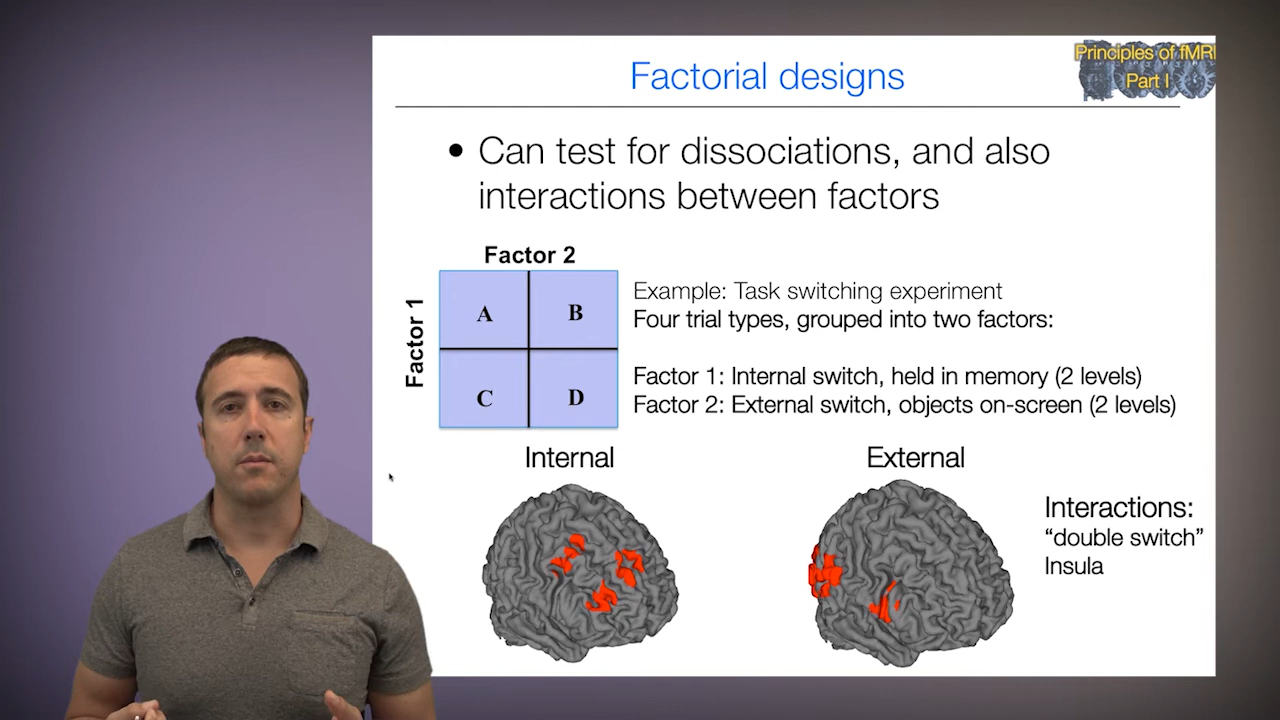 Principles of fMRI
Part I
Factorial designs
• Can test for dissociations, and also
interactions between factors
Factor 2
Factor 1
A B
C D
Example: Task switching experiment
Four trial types, grouped into two factors:
Factor 1: Internal switch, held in memory (2 levels)
Factor 2: External switch, objects on-screen (2 levels)
Internal
External
Interactions:
“double switch”
Insula